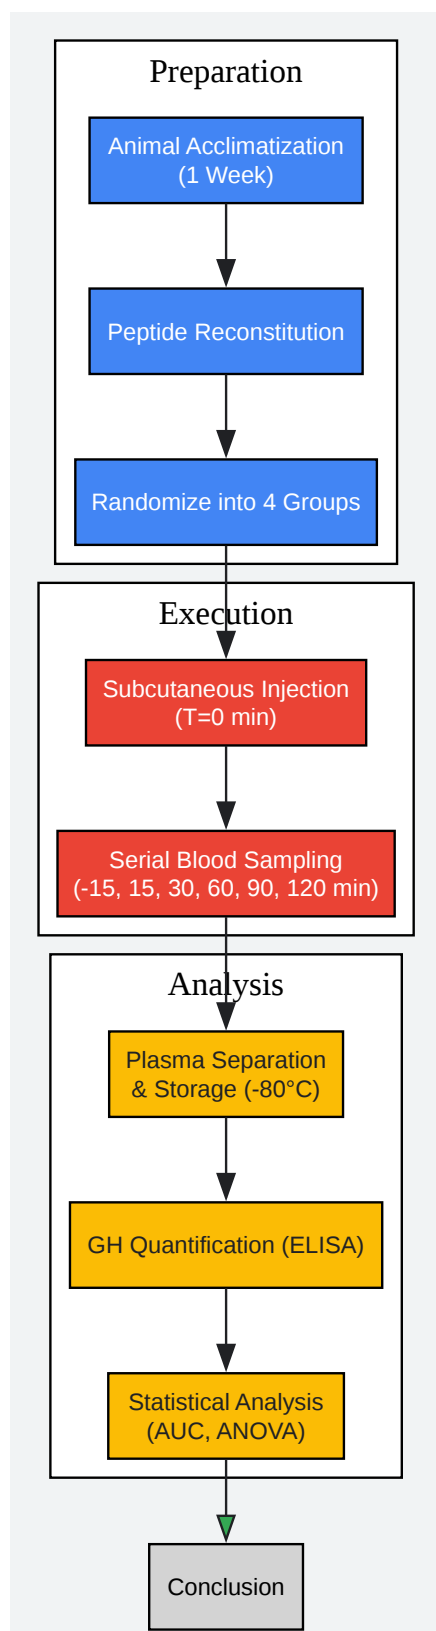 Preparation
Animal Acclimatization
(1 Week)
Peptide Reconstitution
Randomize into 4 Groups
Execution
Subcutaneous Injection
(T=0 min)
Serial Blood Sampling
(-15, 15, 30, 60, 90, 120 min)
Analysis
Plasma Separation
& Storage (-80°C)
GH Quantification (ELISA)
Statistical Analysis
(AUC, ANOVA)
Conclusion